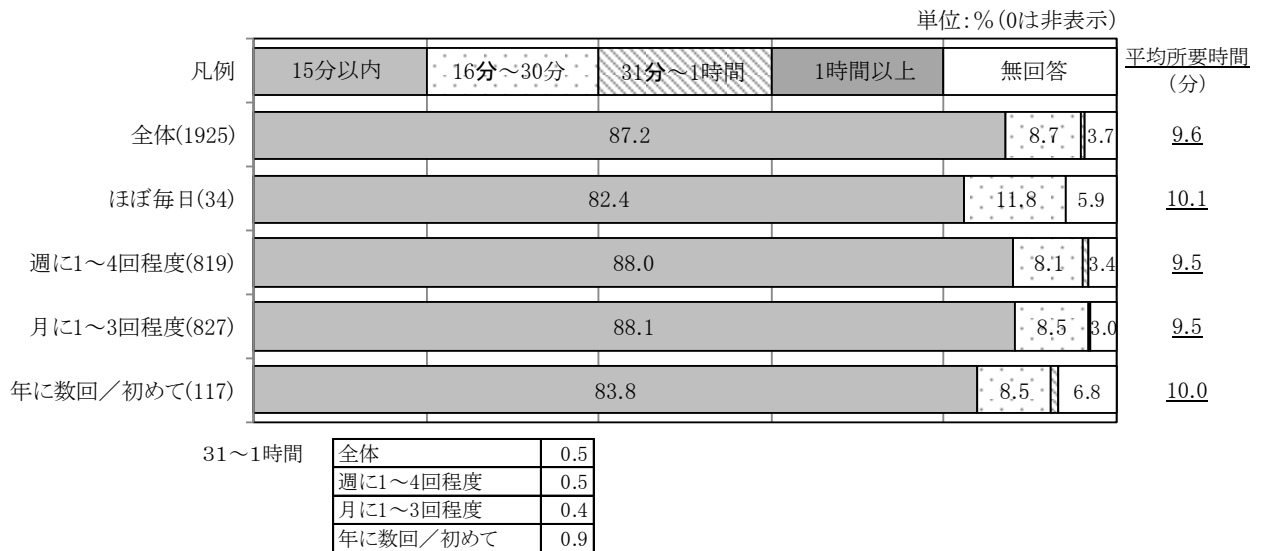 単位:%(0は非表示)
凡例 15分以内 16分～30分 31分～1時間 1時間以上 無回答 平均所要時間
(分)
全体(1925) 87.2 8.7 3.7 9.6
ほぼ毎日(34) 82.4 11.8 5.9 10.1
週に1～4回程度(819) 88.0 8.1 3.4 9.5
月に1～3回程度(827) 88.1 8.5 3.0 9.5
年に数回／初めて(117) 83.8 8.5 6.8 10.0
31～1時間 全体 0.5
週に1～4回程度 0.5
月に1～3回程度 0.4
年に数回／初めて 0.9